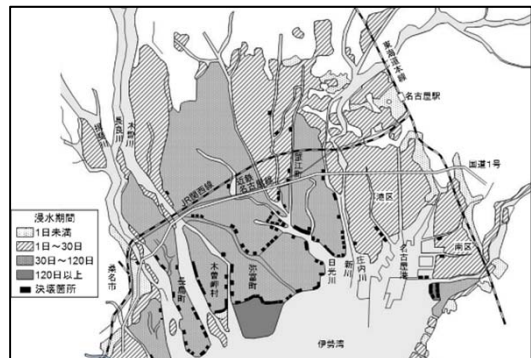 東海道本線
名古屋駅
揖斐川
長良川
木曽川
蟹江町
近鉄名古屋線
JR関西線
国道1号
港区
南区
名古屋港
浸水期間
1日未満
1日～30日
30日～120日
120日以上
決壊箇所
桑名市
長島町
木曽岬村
弥富町
日光川
新川
庄内川
伊勢湾